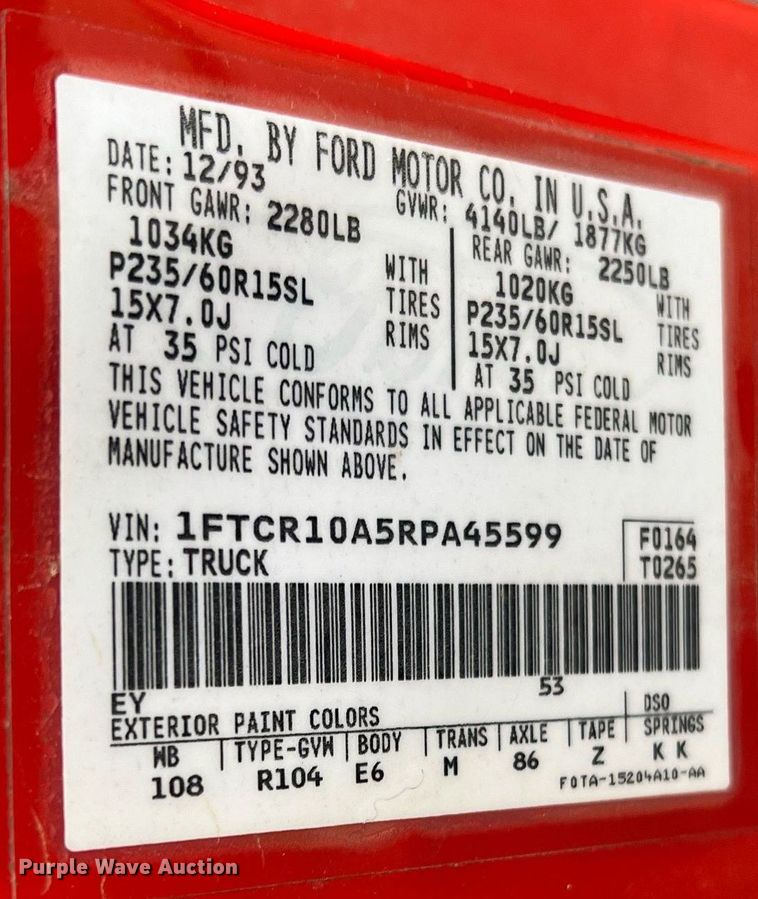 MFD. BY FORD MOTOR CO. IN U.S.A.
DATE: 12/93 GVWR: 4140LB/ 1877KG
FRONT GAWR: 2280LB
1034KG WITH
P235/60R15SL TIRES
15X7.0J RIMS
AT 35 PSI COLD
REAR GAWR: 2250LB
1020KG WITH
P235/60R15SL TIRES
15X7.0J RIMS
AT 35 PSI COLD
THIS VEHICLE CONFORMS TO ALL APPLICABLE FEDERAL MOTOR
VEHICLE SAFETY STANDARDS IN EFFECT ON THE DATE OF
MANUFACTURE SHOWN ABOVE.
VIN: 1FTCR10A5RPA45599 F0164
TYPE: TRUCK T0265
EY 53
EXTERIOR PAINT COLORS DSO
WB TYPE-GVW BODY TRANS AXLE TAPE SPRINGS
108 R104 E6 M 86 Z K K
F0TA-15204A10-AA
Purple Wave Auction